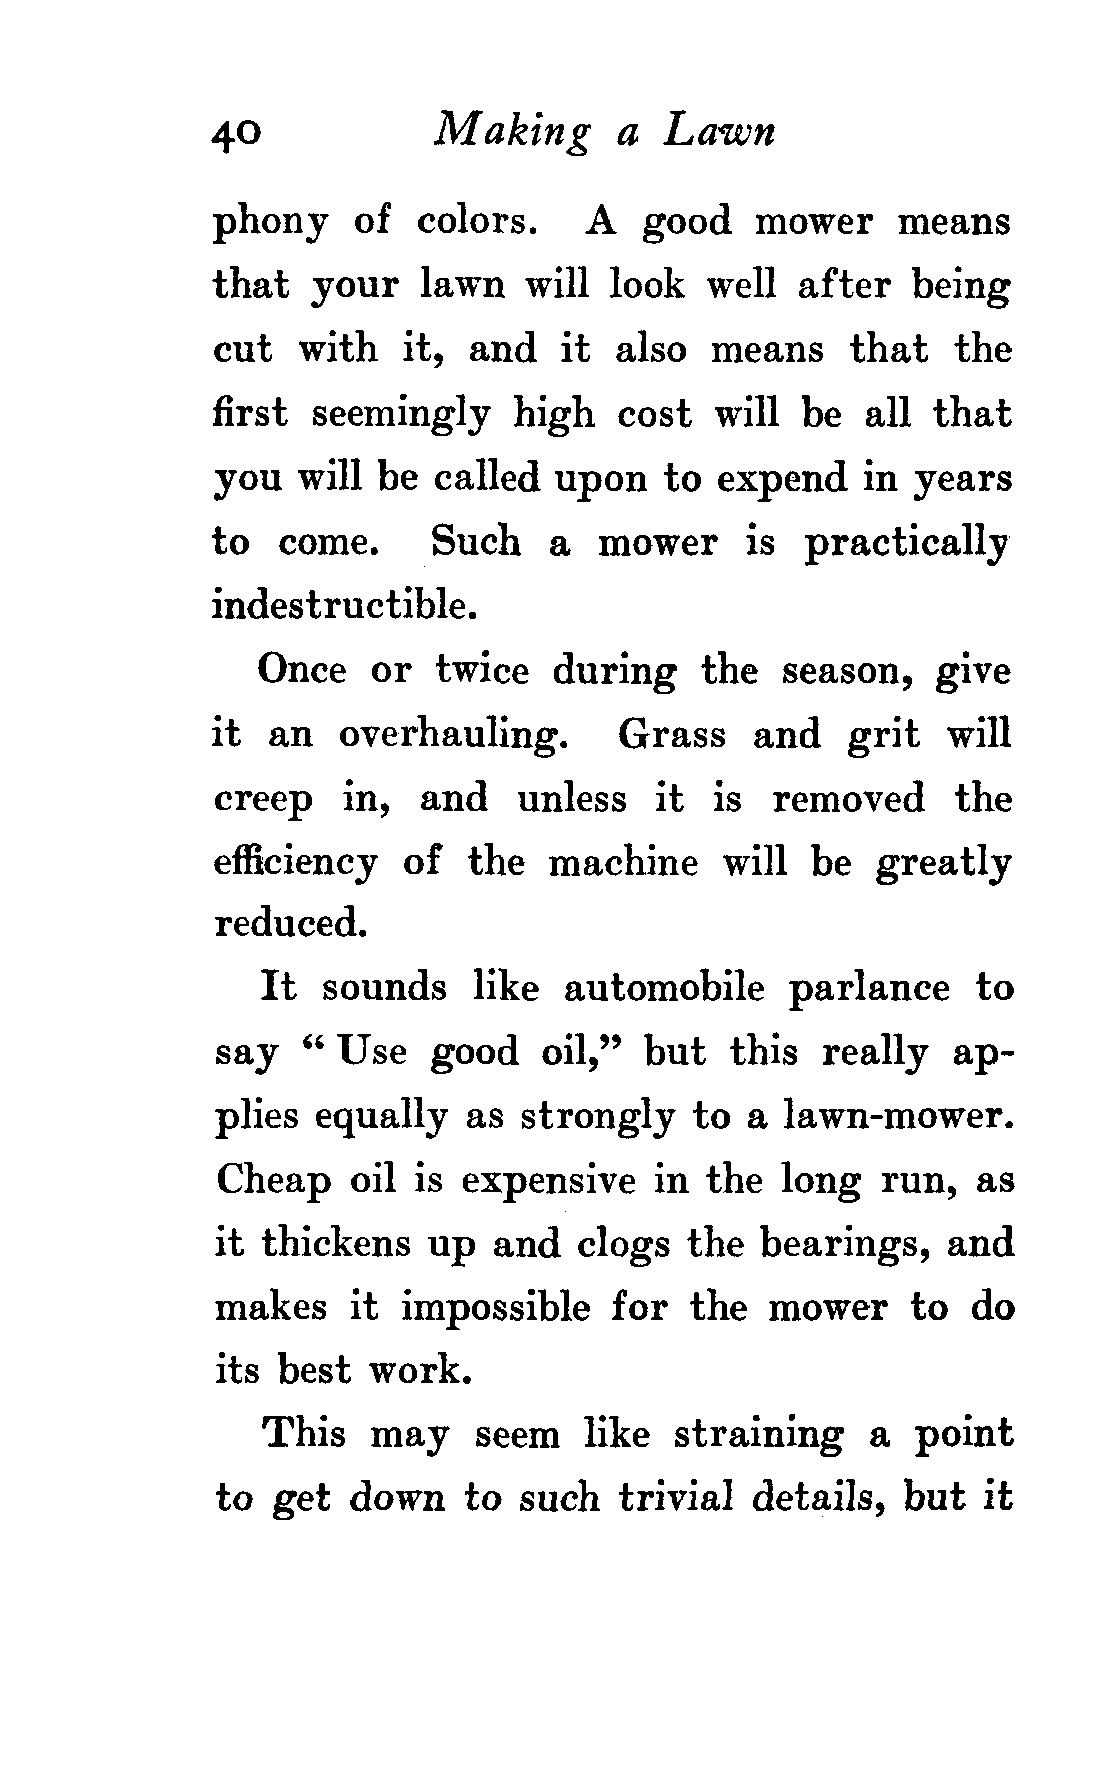 40 Making a Lawn
phony of colors. A good mower means
that your lawn will look well after being
cut with it, and it also means that the
first seemingly high cost will be all that
you will be called upon to expend in years
to come. Such a mower is practically
indestructible.
Once or twice during the season, give
it an overhauling. Grass and grit will
creep in, and unless it is removed the
efficiency of the machine will be greatly
reduced.
It sounds like automobile parlance to
say “ Use good oil,” but this really ap-
plies equally as strongly to a lawn-mower.
Cheap oil is expensive in the long run, as
it thickens up and clogs the bearings, and
makes it impossible for the mower to do
its best work.
This may seem like straining a point
to get down to such trivial details, but it